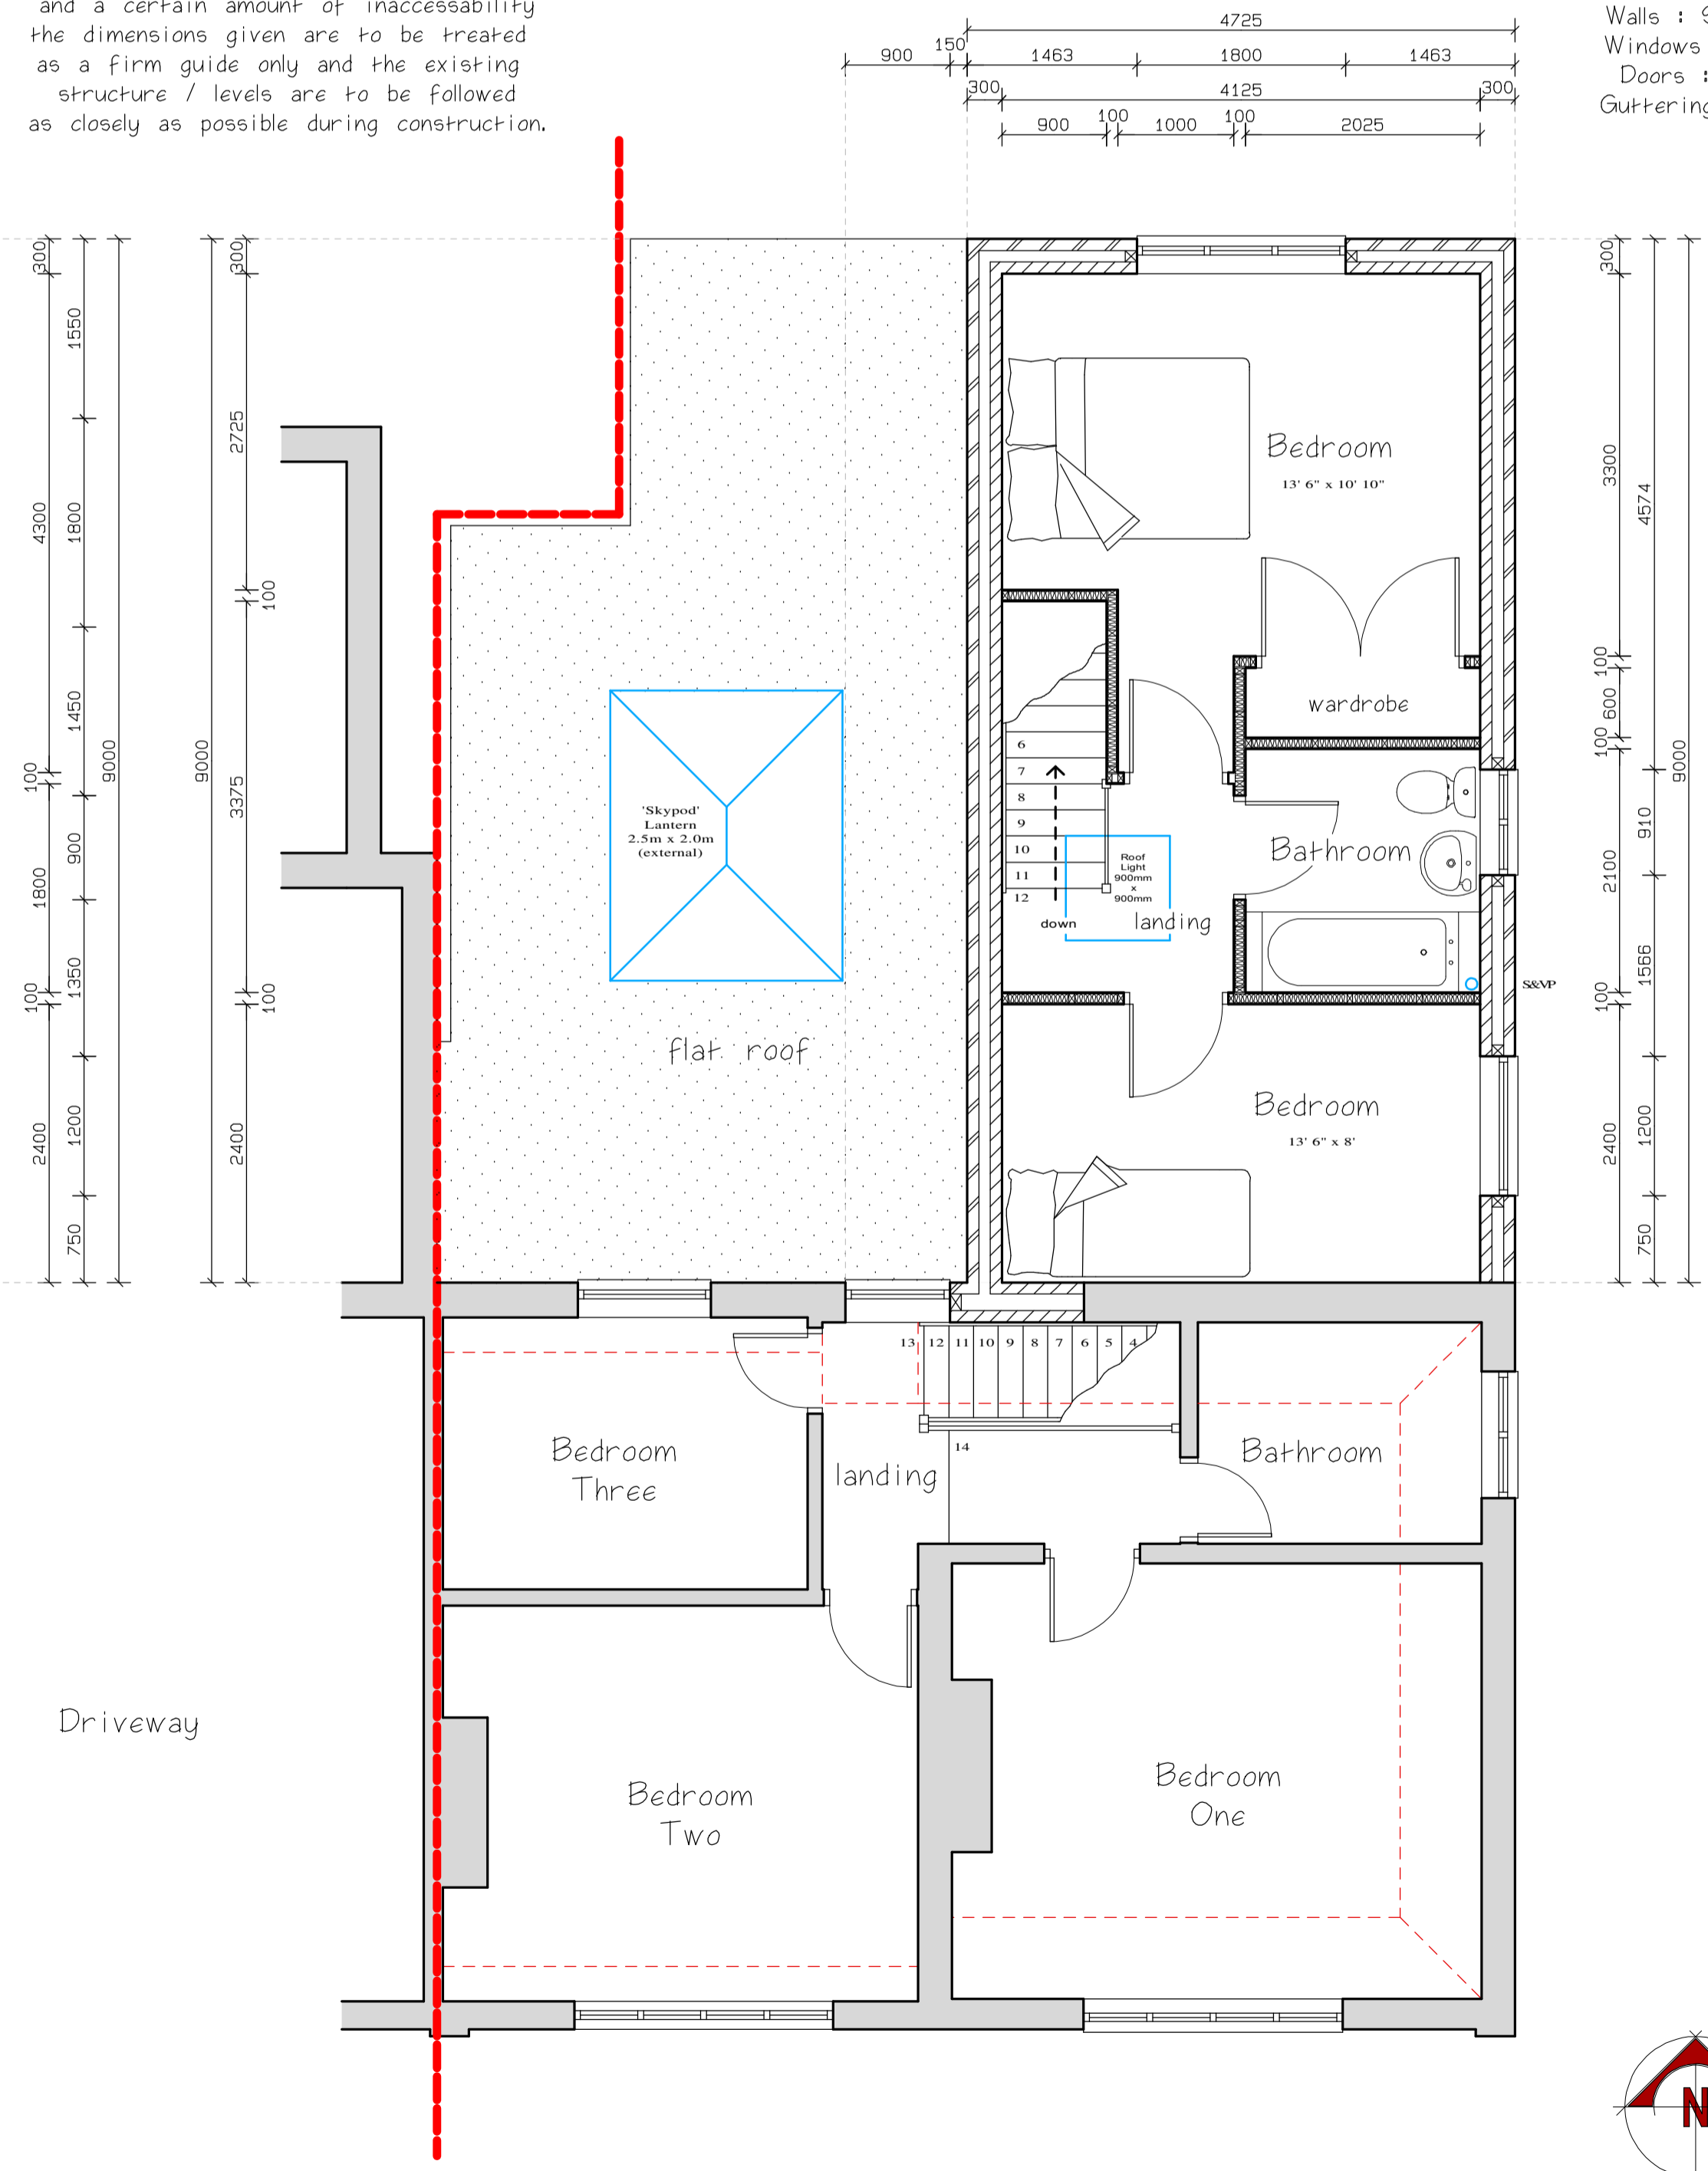 and a certain amount of inaccessability
the dimensions given are to be treated
as a firm guide only and the existing
structure / levels are to be followed
as closely as possible during construction.
Walls : 9
Windows
Doors :
Guttering
4725
900
150
1463
1800
1463
300
4125
300
900
100
1000
100
2025
300
4300
100
1800
100
2400
1550
1800
1450
900
1350
1200
750
9000
9000
300
2725
100
3375
100
2400
300
3300
100
600
100
2100
100
2400
4574
910
1566
1200
750
9000
Bedroom
13' 6" x 10' 10"
wardrobe
6
7
8
9
10
11
12
down
'Skypod'
Lantern
2.5m x 2.0m
(external)
Roof
Light
900mm
x
900mm
landing
Bathroom
S&VP
flat roof
Bedroom
13' 6" x 8'
13 12 11 10 9 8 7 6 5 4
14
Bedroom
Three
landing
Bathroom
Driveway
Bedroom
Two
Bedroom
One
N